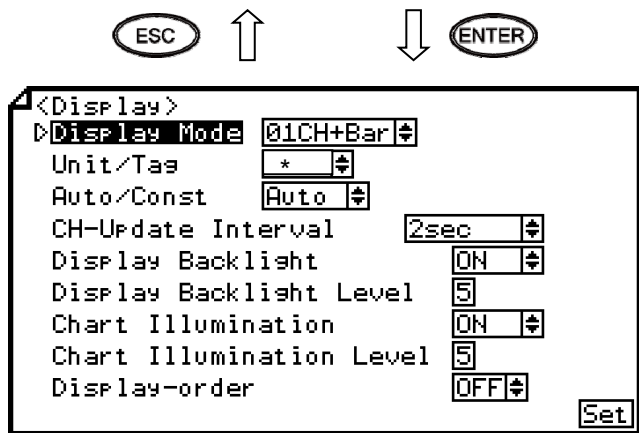 ESC ENTER
<Display>
Display Mode 01CH+Bar
Unit/Tag *
Auto/Const Auto
CH-Update Interval 2sec
Display Backlight ON
Display Backlight Level 5
Chart Illumination ON
Chart Illumination Level 5
Display-order OFF
Set